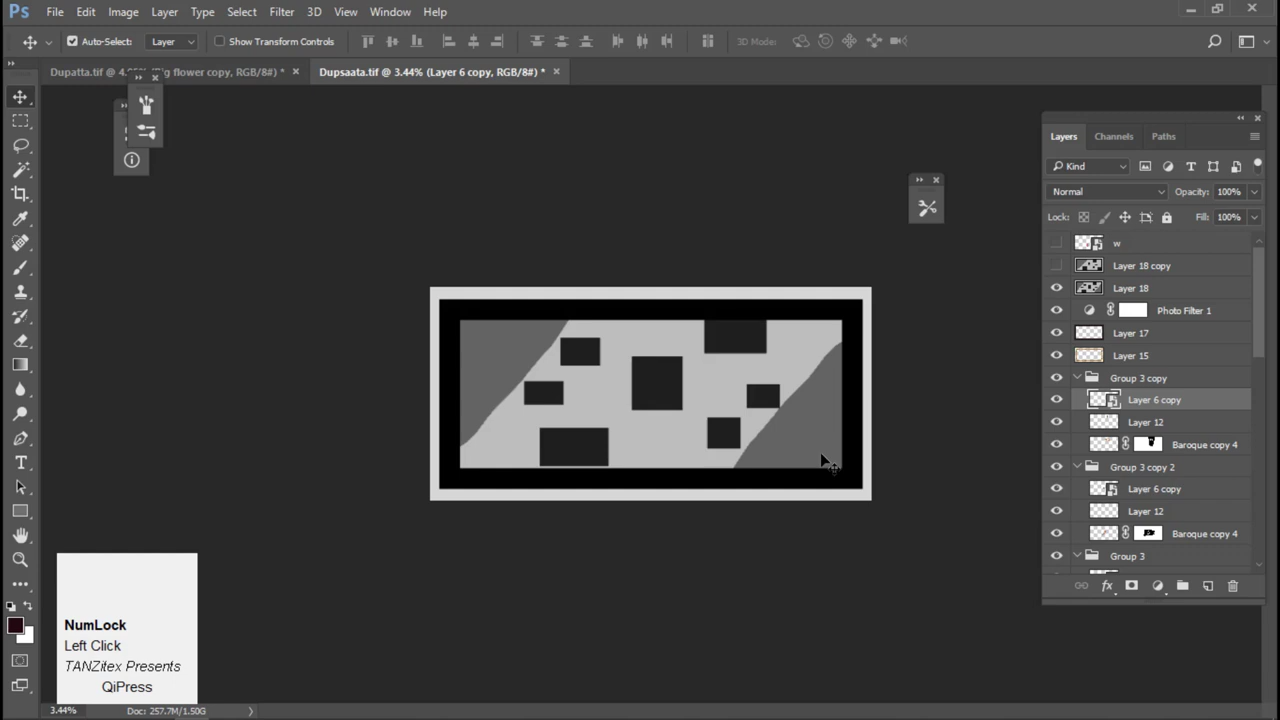 Ps File Edit Image Layer Type Select Filter 3D View Window Help
Auto-Select: Layer Show Transform Controls 3D Mode:
Dupsaata.tif @ 3.44% (Layer 6 copy, RGB/8#) *
Layers Channels Paths
Kind
Normal Opacity: 100%
Lock: Fill: 100%
w
Layer 18 copy
Layer 18
Photo Filter 1
Layer 17
Layer 15
Group 3 copy
Layer 6 copy
Layer 12
Baroque copy 4
Group 3 copy 2
Layer 6 copy
Layer 12
Baroque copy 4
Group 3
NumLock
Left Click
TANZitex Presents
QiPress
3.44% Doc: 257.7M/1.50G